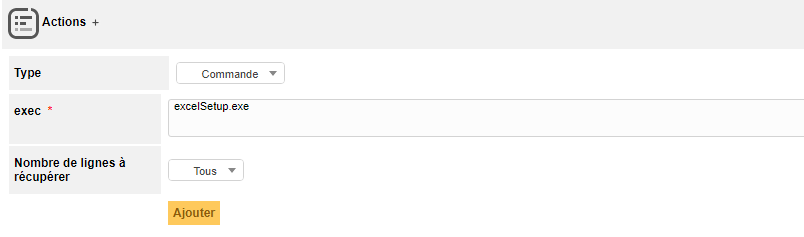 Actions +
Type
Commande
exec *
excelSetup.exe
Nombre de lignes à
récupérer
Tous
Ajouter